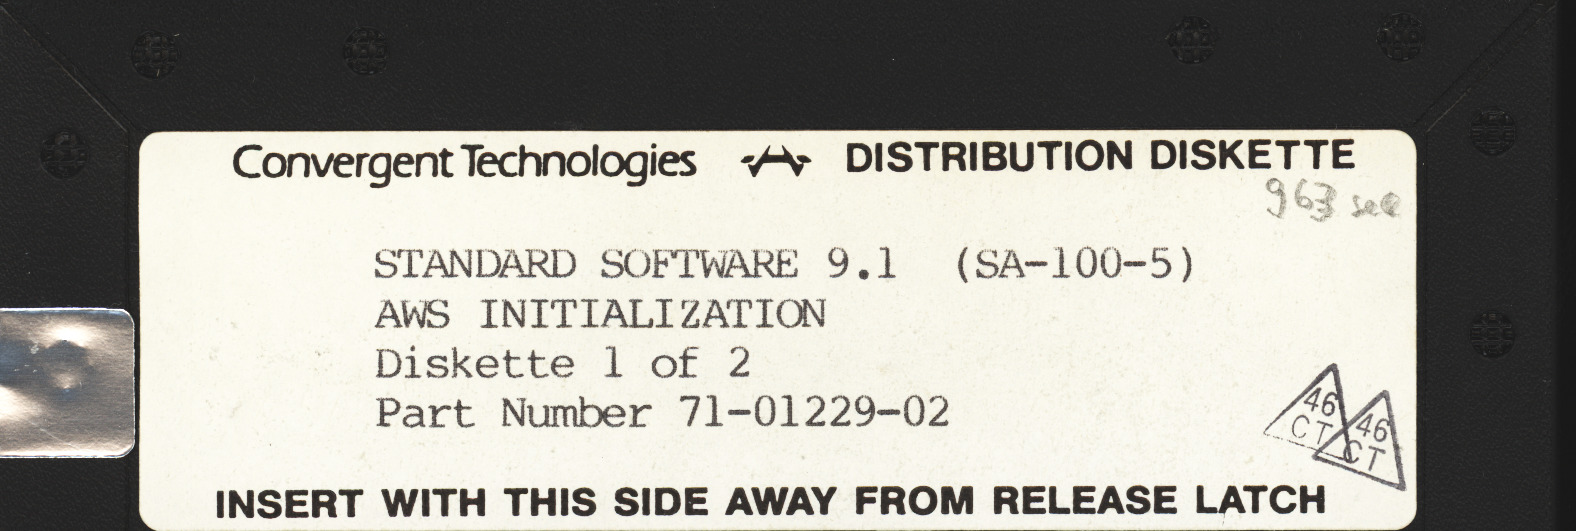 Convergent Technologies DISTRIBUTION DISKETTE
963 see
STANDARD SOFTWARE 9.1 (SA-100-5)
AWS INITIALIZATION
Diskette 1 of 2
Part Number 71-01229-02
46
CT
46
CT
INSERT WITH THIS SIDE AWAY FROM RELEASE LATCH